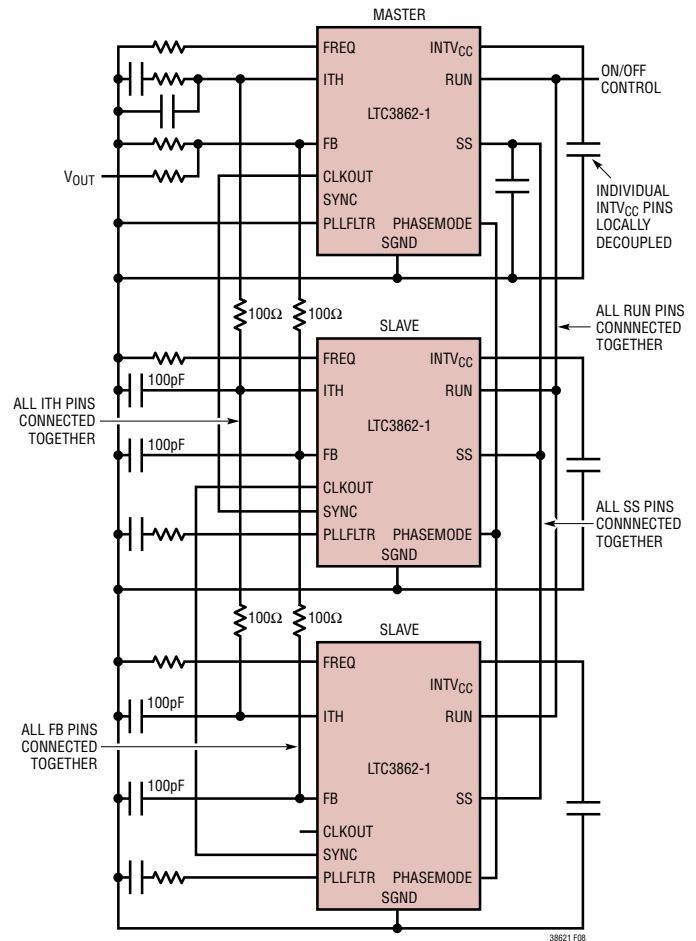 MASTER
FREQ
INTVCC
ITH
RUN
ON/OFF
CONTROL
LTC3862-1
FB
SS
VOUT
CLKOUT
INDIVIDUAL
INTVCC PINS
LOCALLY
DECOUPLED
SYNC
PLLFLTR
PHASEMODE
SGND
100Ω
100Ω
ALL RUN PINS
CONNNECTED
TOGETHER
SLAVE
FREQ
INTVCC
100pF
ITH
RUN
ALL ITH PINS
CONNECTED
TOGETHER
LTC3862-1
100pF
FB
SS
CLKOUT
SYNC
ALL SS PINS
CONNNECTED
TOGETHER
PLLFLTR
PHASEMODE
SGND
100Ω
100Ω
SLAVE
FREQ
INTVCC
100pF
ITH
RUN
ALL FB PINS
CONNECTED
TOGETHER
LTC3862-1
100pF
FB
SS
CLKOUT
SYNC
PLLFLTR
PHASEMODE
SGND
38621 F08